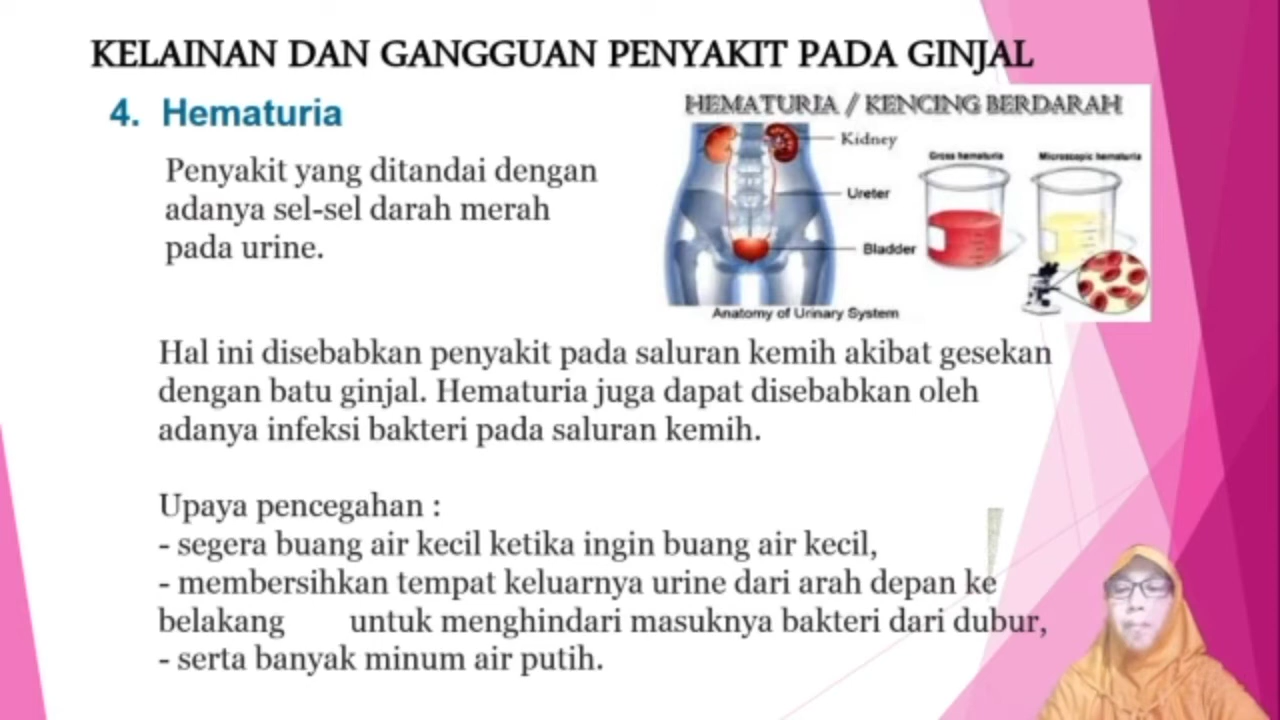 KELAINAN DAN GANGGUAN PENYAKIT PADA GINJAL
4. Hematuria
Penyakit yang ditandai dengan
adanya sel-sel darah merah
pada urine.
HEMATURIA / KENCING BERDARAH
Kidney
Gross hematuria
Microscopic hematuria
Ureter
Bladder
Anatomy of Urinary System
Hal ini disebabkan penyakit pada saluran kemih akibat gesekan
dengan batu ginjal. Hematuria juga dapat disebabkan oleh
adanya infeksi bakteri pada saluran kemih.
Upaya pencegahan :
- segera buang air kecil ketika ingin buang air kecil,
- membersihkan tempat keluarnya urine dari arah depan ke
belakang untuk menghindari masuknya bakteri dari dubur,
- serta banyak minum air putih.